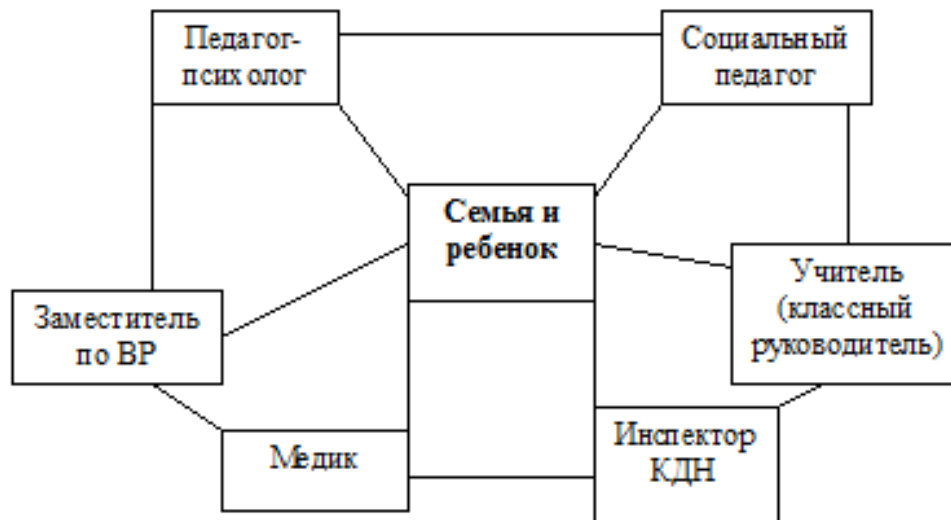 Педагог-
психолог
Социальный
педагог
Семья и
ребенок
Заместитель
по ВР
Учитель
(классный
руководитель)
Медик
Инспектор
КДН